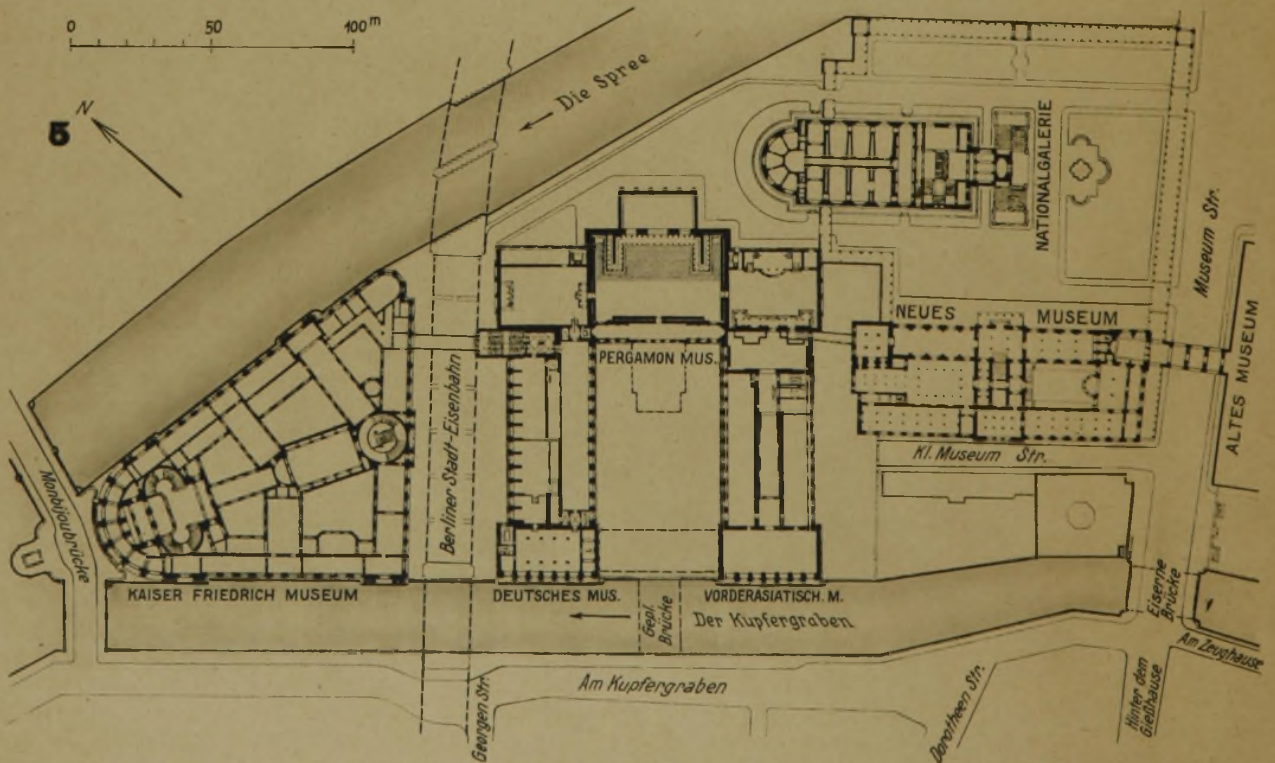 0 50 100 m
N
5
Die Spree
NATIONALGALERIE
Museum Str.
ALTES MUSEUM
NEUES MUSEUM
PERGAMON MUS.
Berliner Stadt-Eisenbahn
Kl. Museum Str.
Monbijoubrücke
KAISER FRIEDRICH MUSEUM
DEUTSCHES MUS.
VORDERASIATISCH. M.
Gepl.
Brücke
Der Kupfergraben
Eiserne
Brücke
Am Zeughause
Am Kupfergraben
Georgen Str.
Dorotheen Str.
Hinter dem
Gießhause